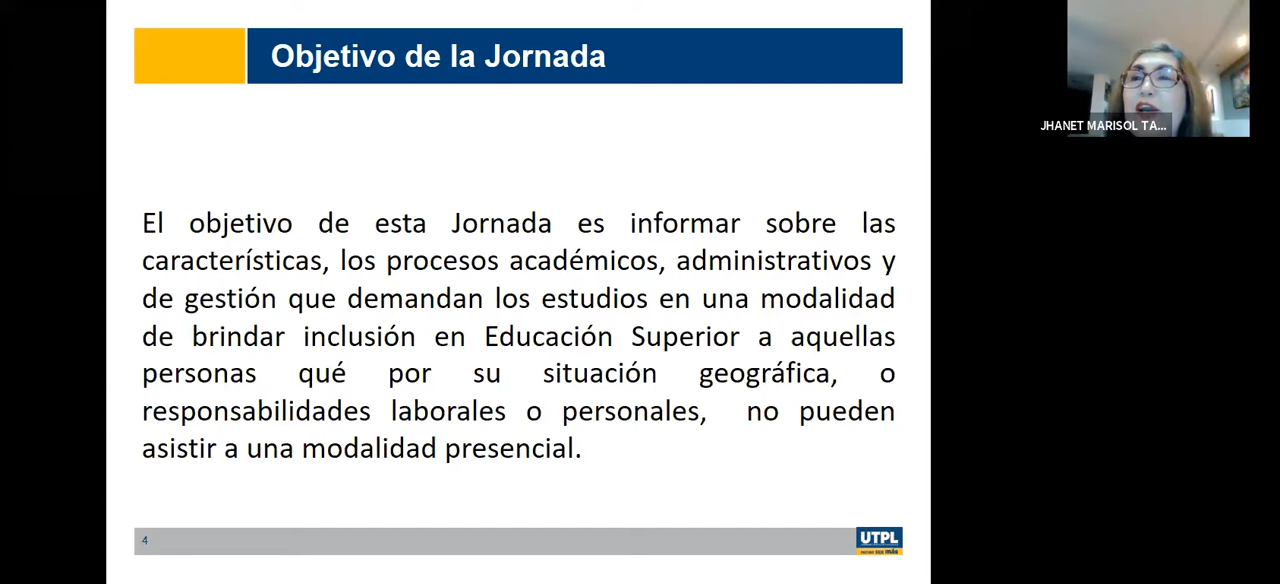 Objetivo de la Jornada
JHANET MARISOL TA...
El objetivo de esta Jornada es informar sobre las
características, los procesos académicos, administrativos y
de gestión que demandan los estudios en una modalidad
de brindar inclusión en Educación Superior a aquellas
personas qué por su situación geográfica, o
responsabilidades laborales o personales, no pueden
asistir a una modalidad presencial.
4
UTPL